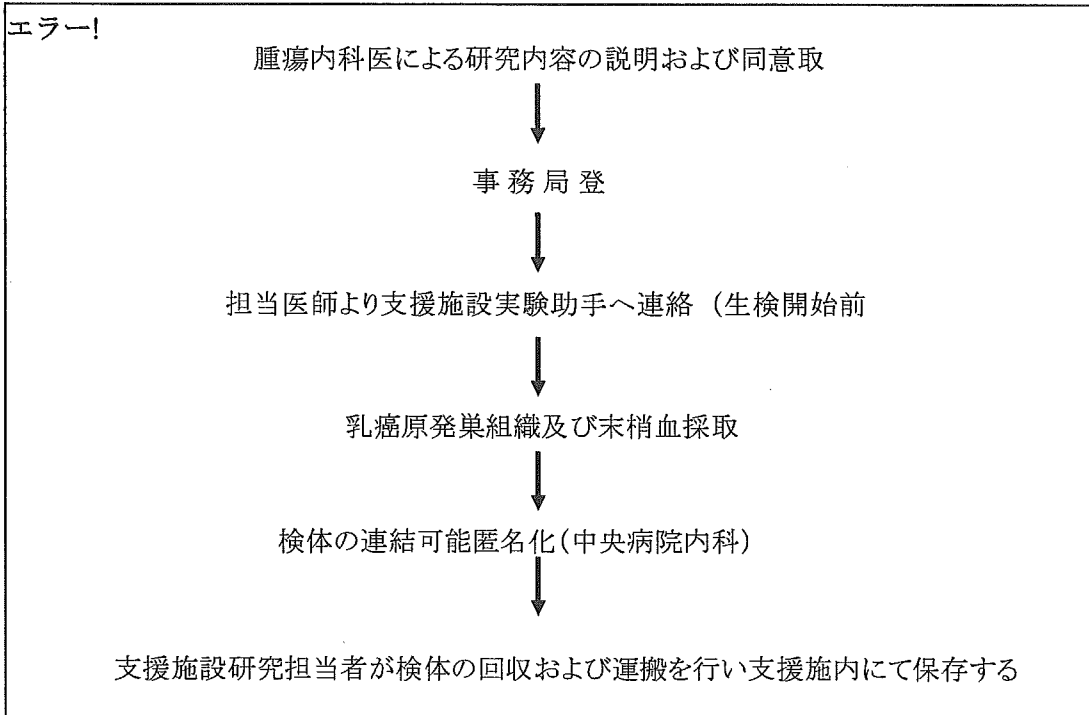 エラー!
腫瘍内科医による研究内容の説明および同意取
事務局登
担当医師より支援施設実験助手へ連絡 (生検開始前
乳癌原発巣組織及び末梢血採取
検体の連結可能匿名化(中央病院内科)
支援施設研究担当者が検体の回収および運搬を行い支援施内にて保存する